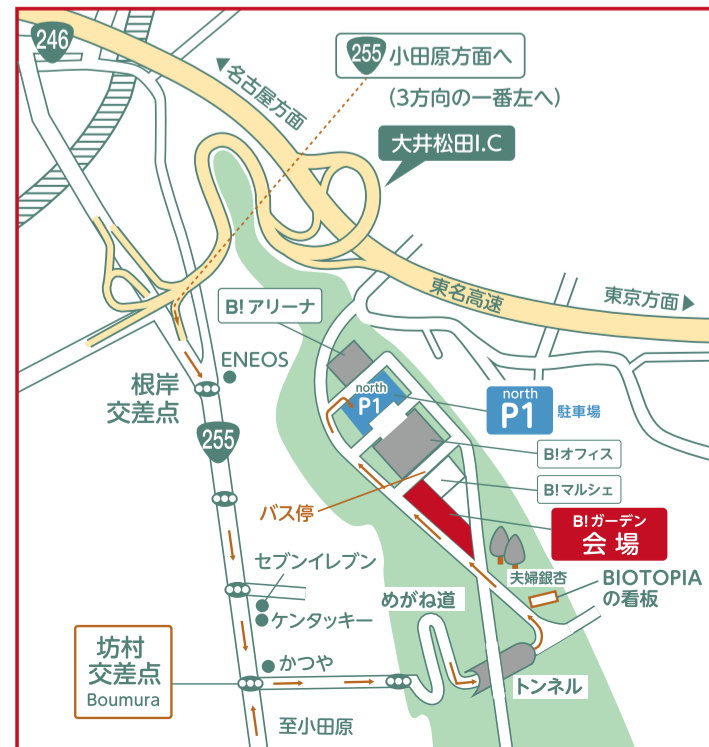 246
255 小田原方面へ
(3方向の一番左へ)
◀名古屋方面
大井松田I.C
東名高速
東京方面▶
B!アリーナ
ENEOS
根岸
交差点
255
north
P1
north
P1
駐車場
B!オフィス
B!マルシェ
バス停
B!ガーデン
会場
セブンイレブン
ケンタッキー
かつや
めがね道
夫婦銀杏
BIOTOPIA
の看板
坊村
交差点
Boumura
トンネル
至小田原